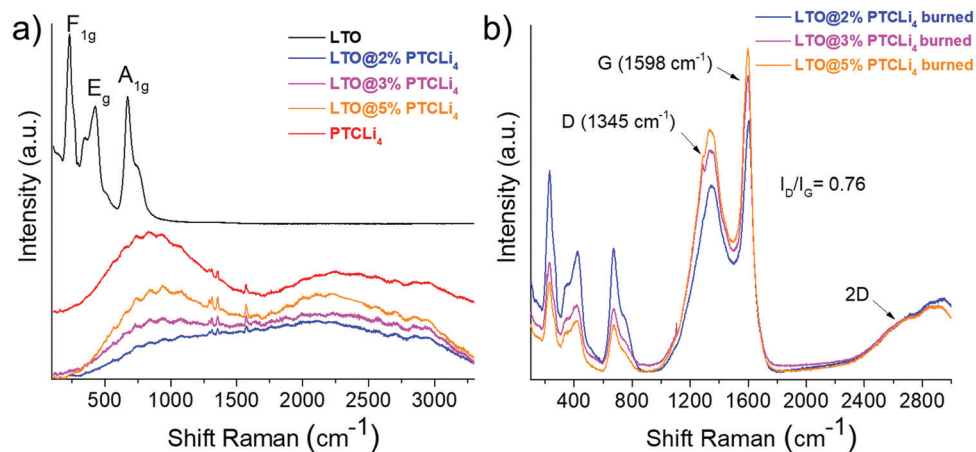 a)
F₁g
Eg
A₁g
LTO
LTO@2% PTCLi₄
LTO@3% PTCLi₄
LTO@5% PTCLi₄
PTCLi₄
Intensity (a.u.)
500 1000 1500 2000 2500 3000
Shift Raman (cm⁻¹)
b)
LTO@2% PTCLi₄ burned
LTO@3% PTCLi₄ burned
LTO@5% PTCLi₄ burned
G (1598 cm⁻¹)
D (1345 cm⁻¹)
I_D/I_G= 0.76
2D
Intensity (a.u.)
400 800 1200 1600 2000 2400 2800
Shift Raman (cm⁻¹)